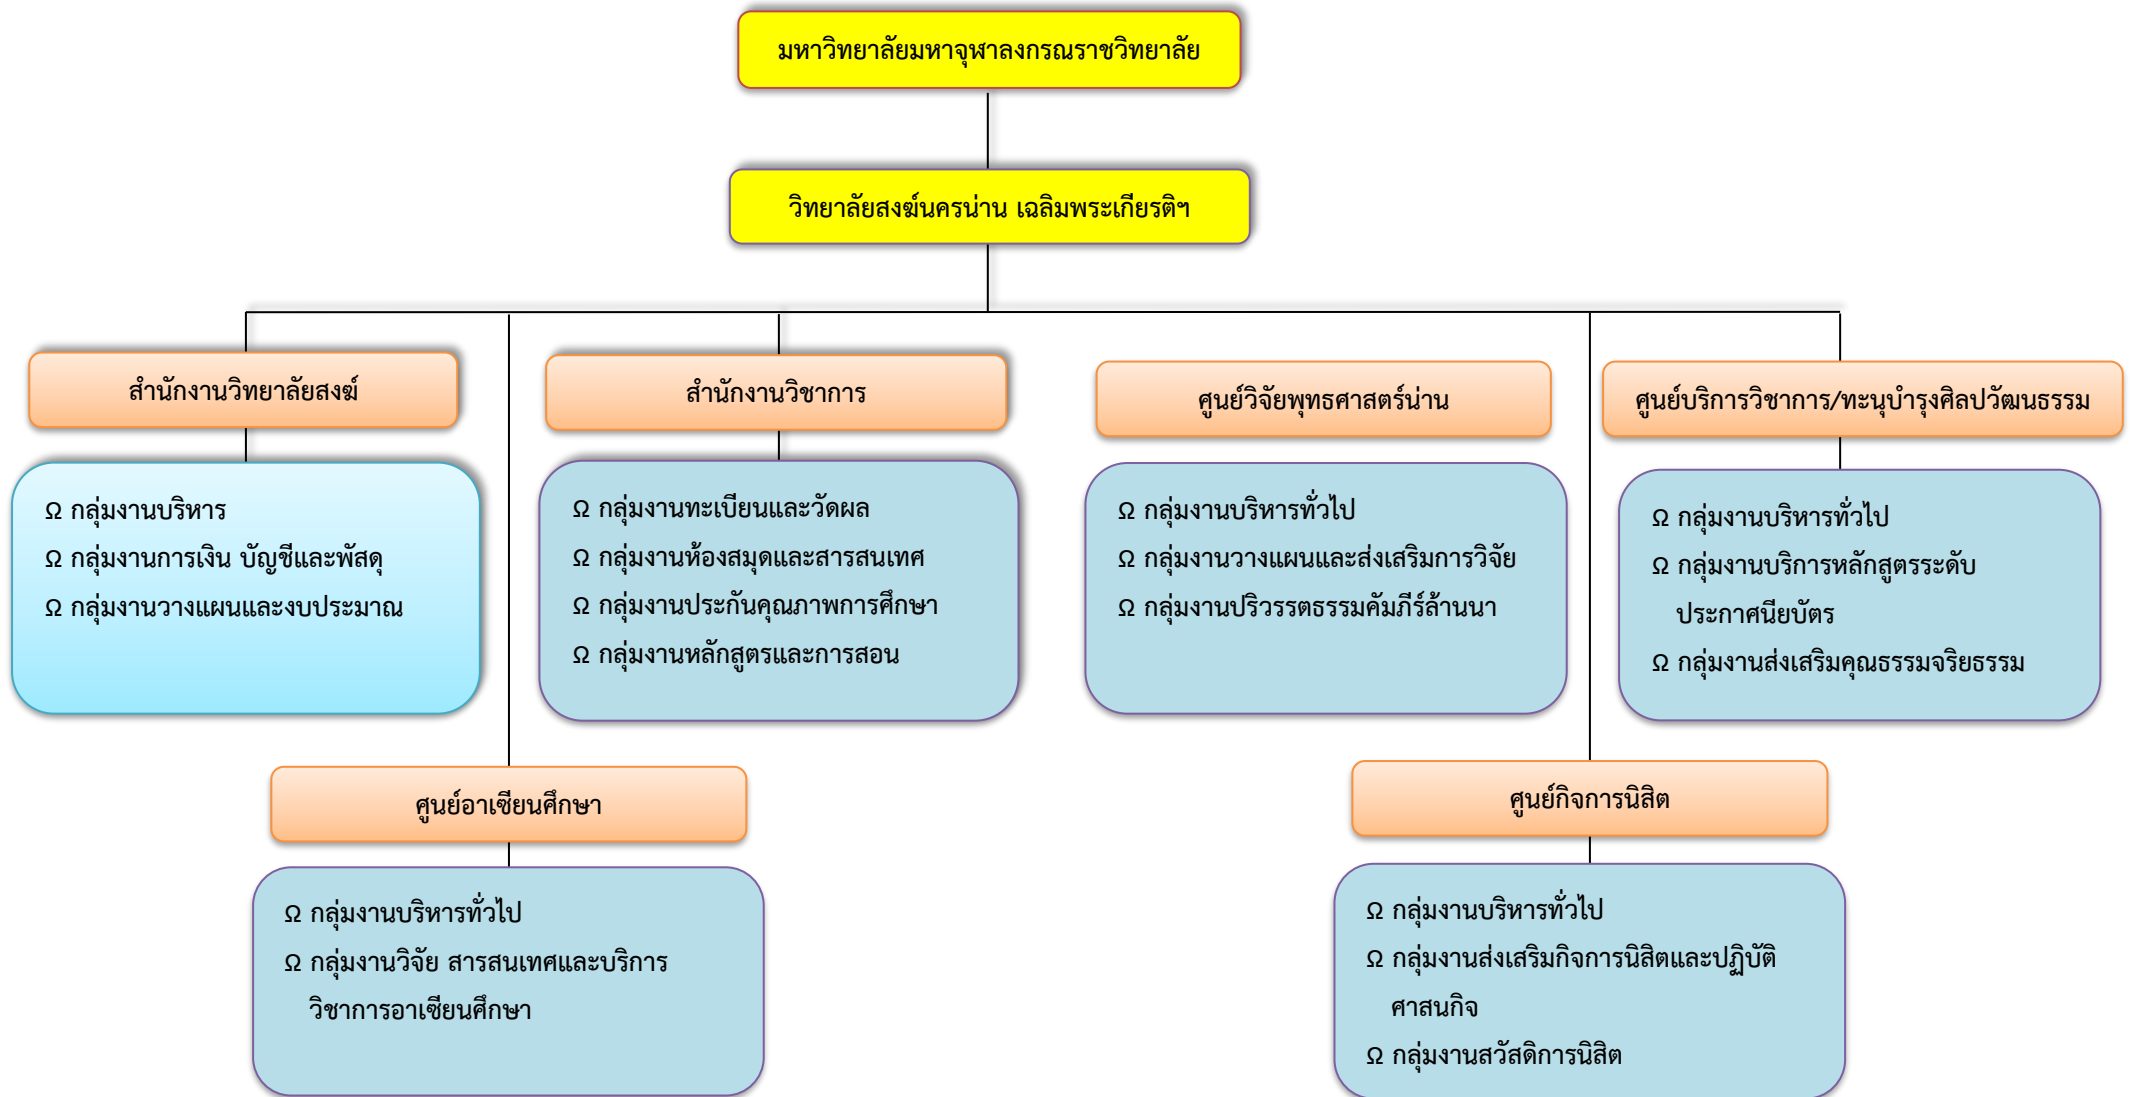 มหาวิทยาลัยมหาจุฬาลงกรณราชวิทยาลัย
วิทยาลัยสงฆ์นครน่าน เฉลิมพระเกียรติฯ
สำนักงานวิทยาลัยสงฆ์
Ω กลุ่มงานบริหาร
Ω กลุ่มงานการเงิน บัญชีและพัสดุ
Ω กลุ่มงานวางแผนและงบประมาณ
สำนักงานวิชาการ
Ω กลุ่มงานทะเบียนและวัดผล
Ω กลุ่มงานห้องสมุดและสารสนเทศ
Ω กลุ่มงานประกันคุณภาพการศึกษา
Ω กลุ่มงานหลักสูตรและการสอน
ศูนย์วิจัยพุทธศาสตร์น่าน
Ω กลุ่มงานบริหารทั่วไป
Ω กลุ่มงานวางแผนและส่งเสริมการวิจัย
Ω กลุ่มงานปริวรรตธรรมคัมภีร์ล้านนา
ศูนย์บริการวิชาการ/ทะนุบำรุงศิลปวัฒนธรรม
Ω กลุ่มงานบริหารทั่วไป
Ω กลุ่มงานบริการหลักสูตรระดับ
ประกาศนียบัตร
Ω กลุ่มงานส่งเสริมคุณธรรมจริยธรรม
ศูนย์อาเซียนศึกษา
Ω กลุ่มงานบริหารทั่วไป
Ω กลุ่มงานวิจัย สารสนเทศและบริการ
วิชาการอาเซียนศึกษา
ศูนย์กิจการนิสิต
Ω กลุ่มงานบริหารทั่วไป
Ω กลุ่มงานส่งเสริมกิจการนิสิตและปฏิบัติ
ศาสนกิจ
Ω กลุ่มงานสวัสดิการนิสิต